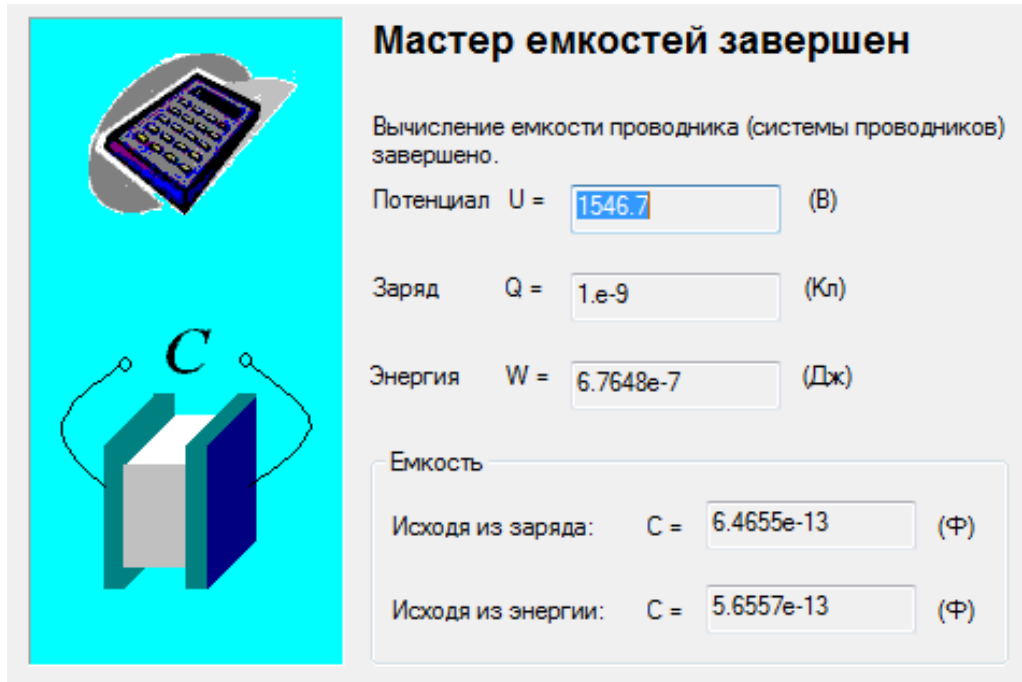 Мастер емкостей завершен
Вычисление емкости проводника (системы проводников)
завершено.
Потенциал U = 1546.7 (В)
Заряд Q = 1.e-9 (Кл)
Энергия W = 6.7648e-7 (Дж)
C
Емкость
Исходя из заряда: C = 6.4655e-13 (Ф)
Исходя из энергии: C = 5.6557e-13 (Ф)